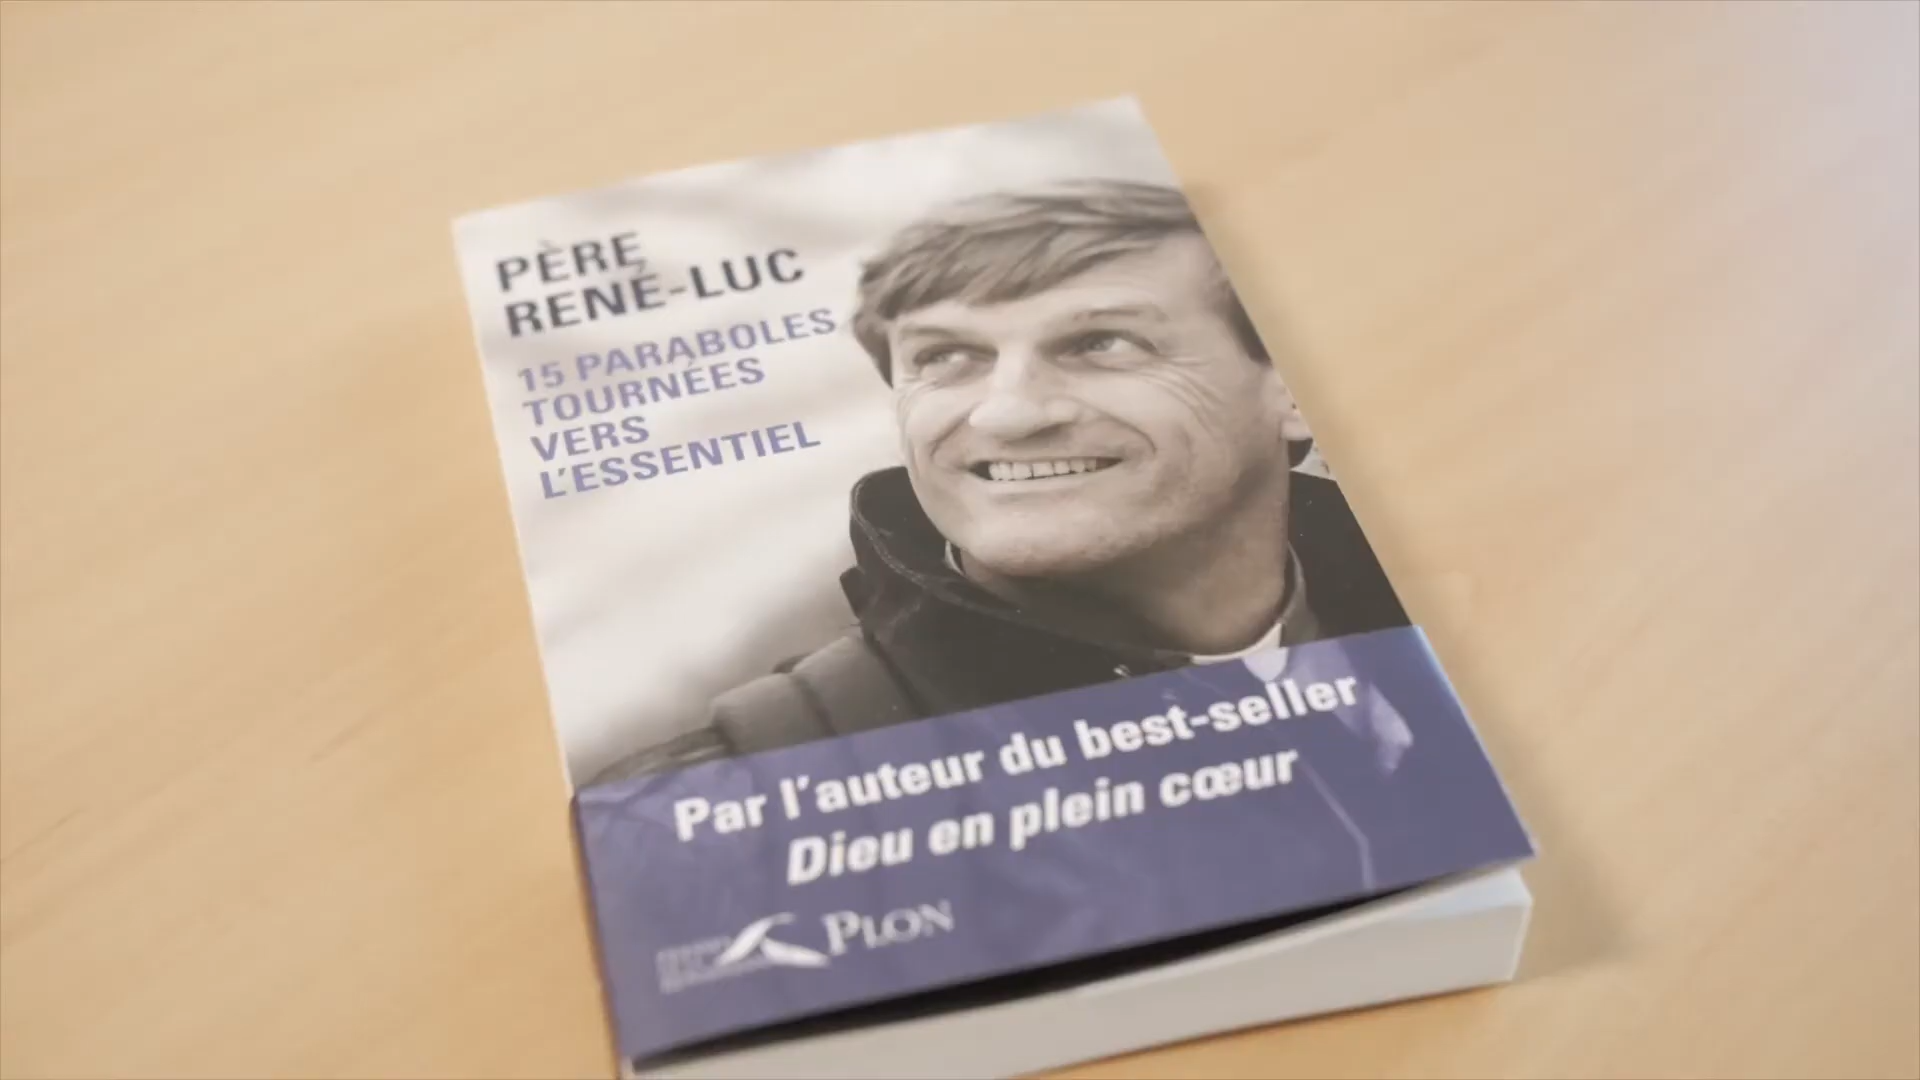 PÈRE
RENÉ-LUC
15 PARABOLES
TOURNÉES
VERS
L'ESSENTIEL
Par l'auteur du best-seller
Dieu en plein cœur
PLON